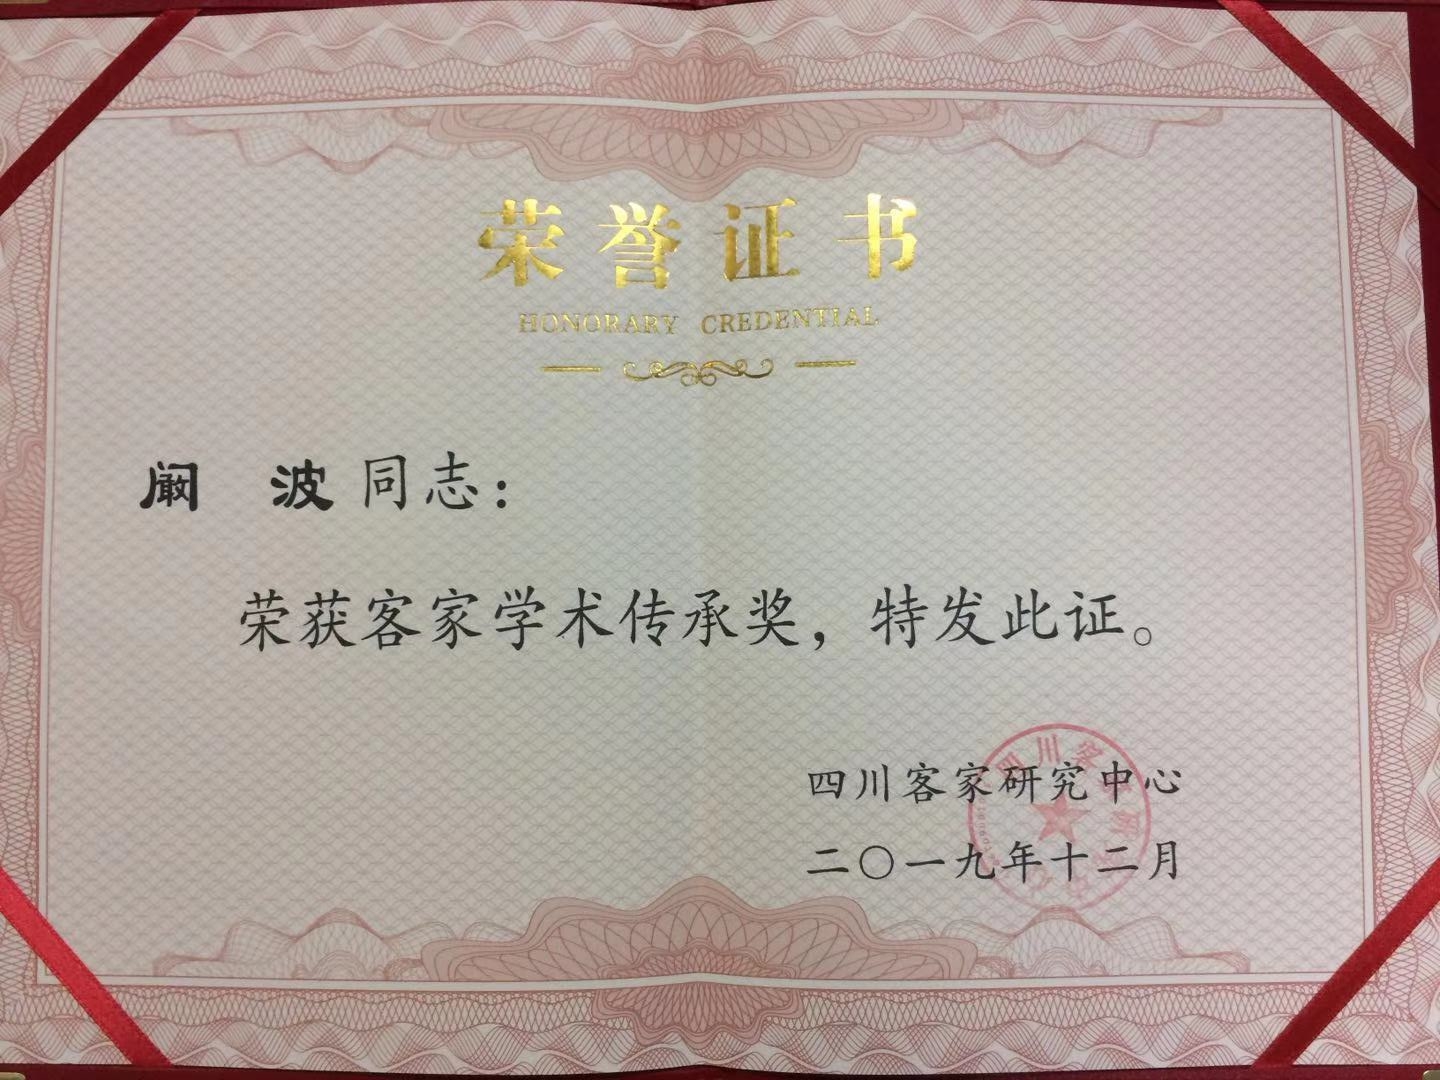 荣誉证书
HONORARY CREDENTIAL
阚 波 同志：
荣获客家学术传承奖，特发此证。
四川客家研究中心
二〇一九年十二月